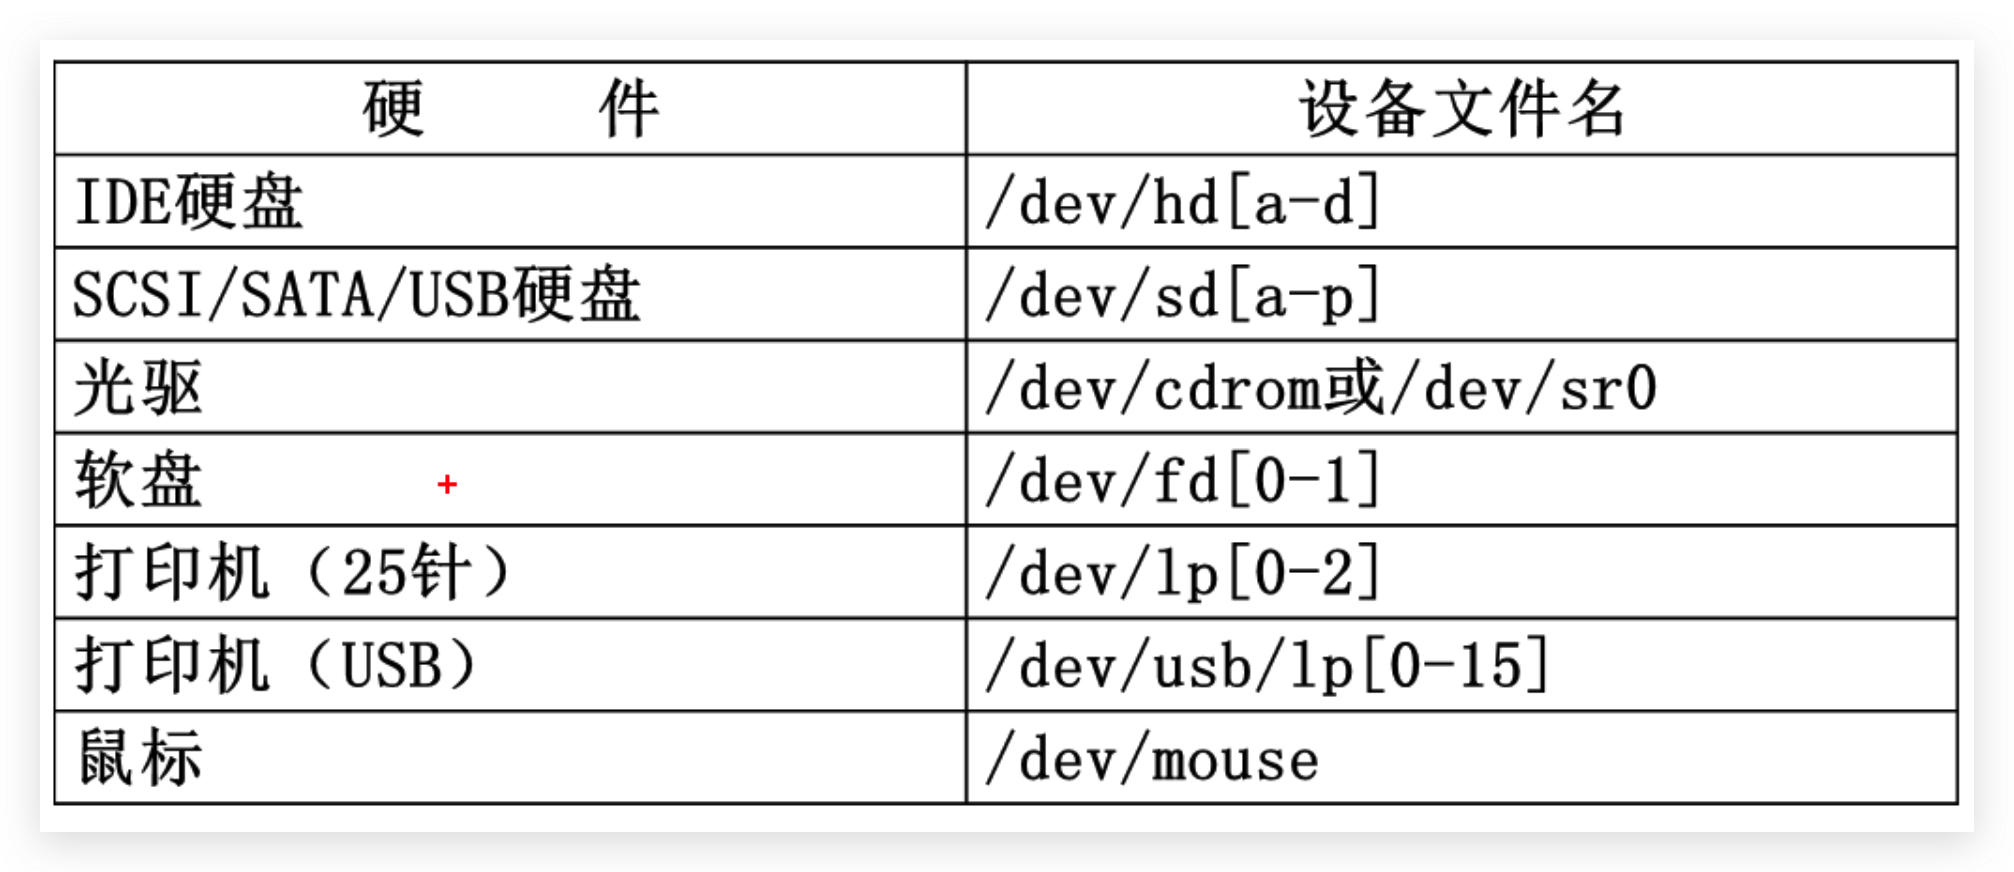 硬 件 设备文件名
IDE硬盘 /dev/hd[a-d]
SCSI/SATA/USB硬盘 /dev/sd[a-p]
光驱 /dev/cdrom或/dev/sr0
软盘 /dev/fd[0-1]
打印机（25针） /dev/lp[0-2]
打印机（USB） /dev/usb/lp[0-15]
鼠标 /dev/mouse